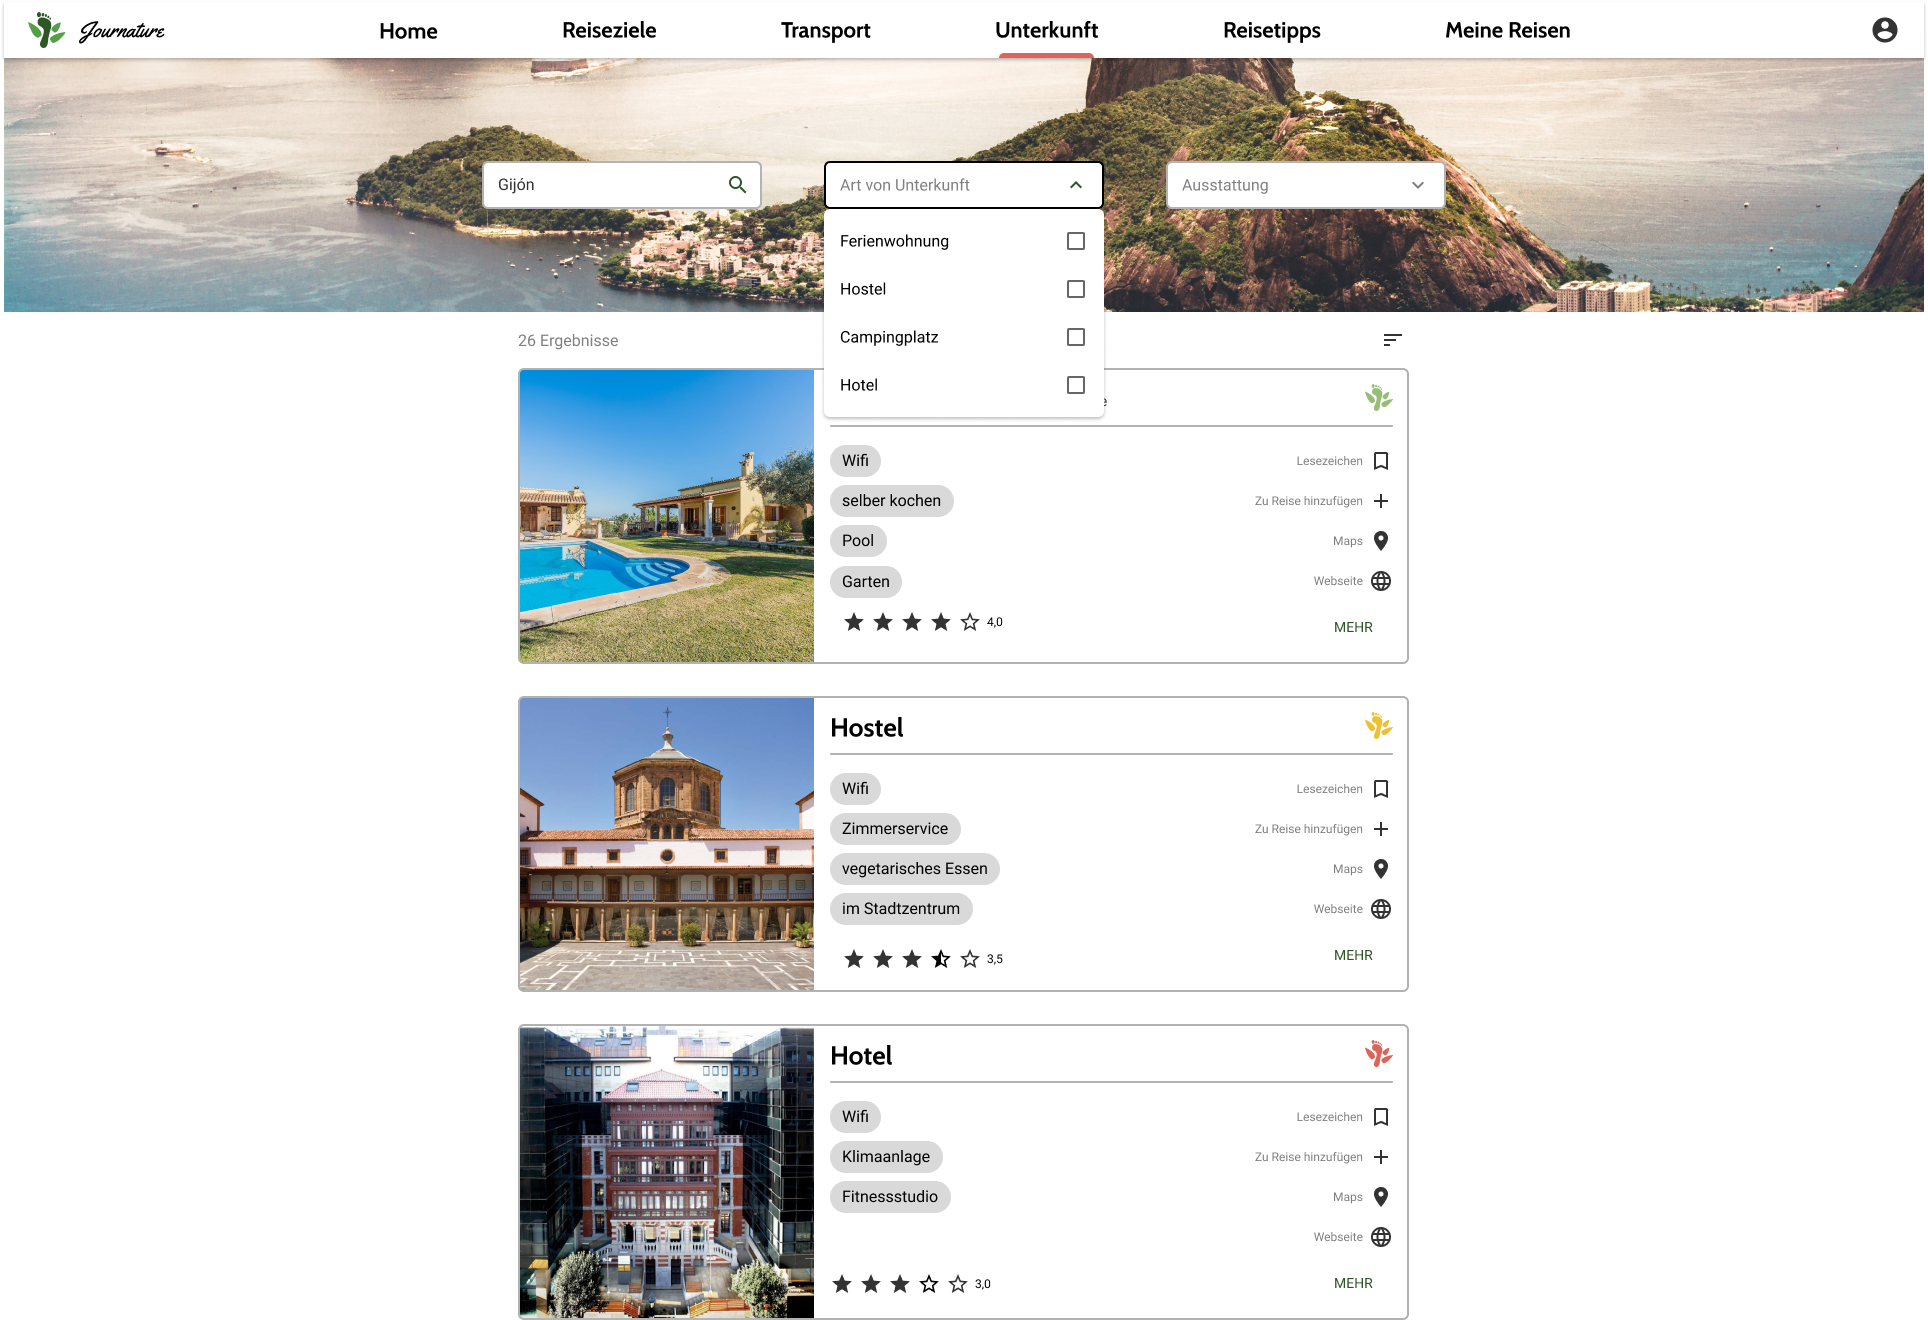 Journature
Home
Reiseziele
Transport
Unterkunft
Reisetipps
Meine Reisen
Gijón
Art von Unterkunft
Ausstattung
Ferienwohnung
Hostel
Campingplatz
Hotel
26 Ergebnisse
Wifi
Lesezeichen
selber kochen
Zu Reise hinzufügen
Pool
Maps
Garten
Webseite
4,0
MEHR
Hostel
Wifi
Lesezeichen
Zimmerservice
Zu Reise hinzufügen
vegetarisches Essen
Maps
im Stadtzentrum
Webseite
3,5
MEHR
Hotel
Wifi
Lesezeichen
Klimaanlage
Zu Reise hinzufügen
Fitnessstudio
Maps
Webseite
3,0
MEHR